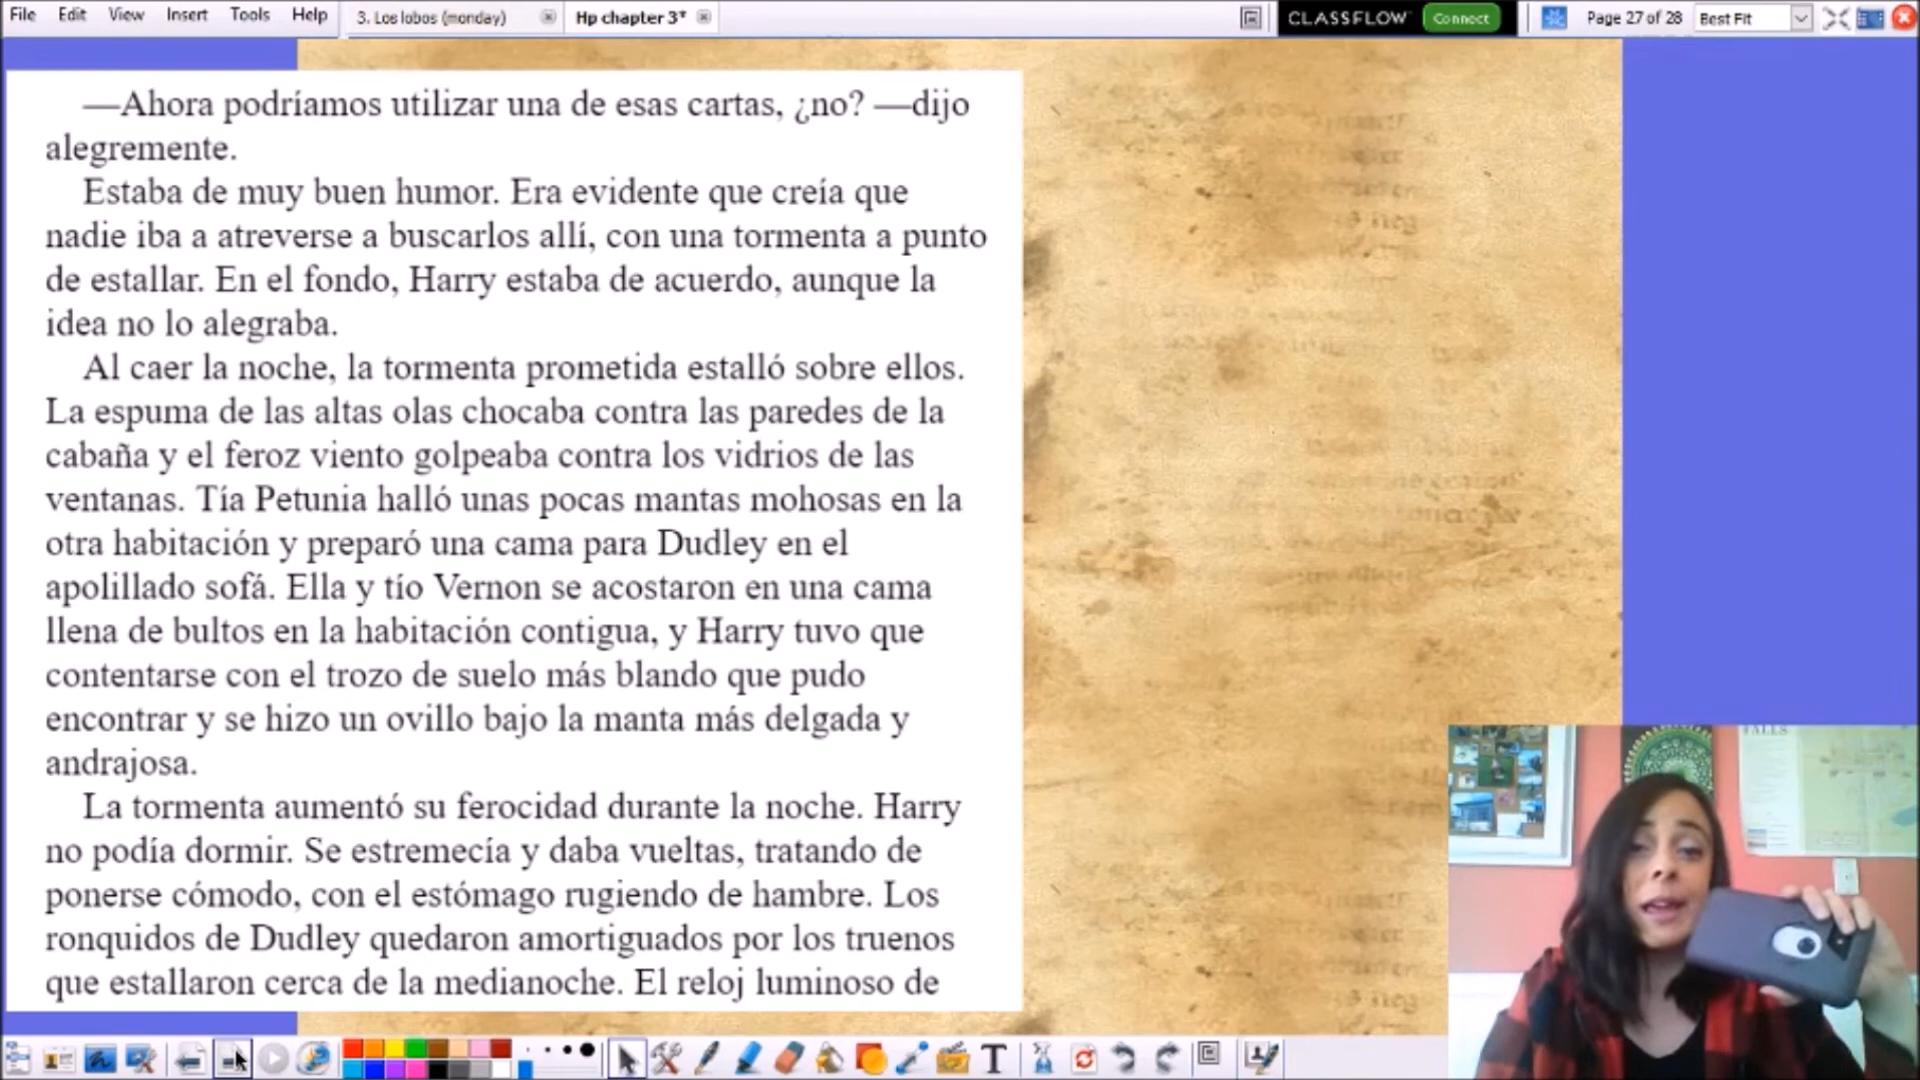 File Edit View Insert Tools Help
3. Los lobos (monday)
Hp chapter 3*
CLASSFLOW
Connect
Page 27 of 28
Best Fit
—Ahora podríamos utilizar una de esas cartas, ¿no? —dijo
alegremente.
Estaba de muy buen humor. Era evidente que creía que
nadie iba a atreverse a buscarlos allí, con una tormenta a punto
de estallar. En el fondo, Harry estaba de acuerdo, aunque la
idea no lo alegraba.
Al caer la noche, la tormenta prometida estalló sobre ellos.
La espuma de las altas olas chocaba contra las paredes de la
cabaña y el feroz viento golpeaba contra los vidrios de las
ventanas. Tía Petunia halló unas pocas mantas mohosas en la
otra habitación y preparó una cama para Dudley en el
apolillado sofá. Ella y tío Vernon se acostaron en una cama
llena de bultos en la habitación contigua, y Harry tuvo que
contentarse con el trozo de suelo más blando que pudo
encontrar y se hizo un ovillo bajo la manta más delgada y
andrajosa.
La tormenta aumentó su ferocidad durante la noche. Harry
no podía dormir. Se estremecía y daba vueltas, tratando de
ponerse cómodo, con el estómago rugiendo de hambre. Los
ronquidos de Dudley quedaron amortiguados por los truenos
que estallaron cerca de la medianoche. El reloj luminoso de
T